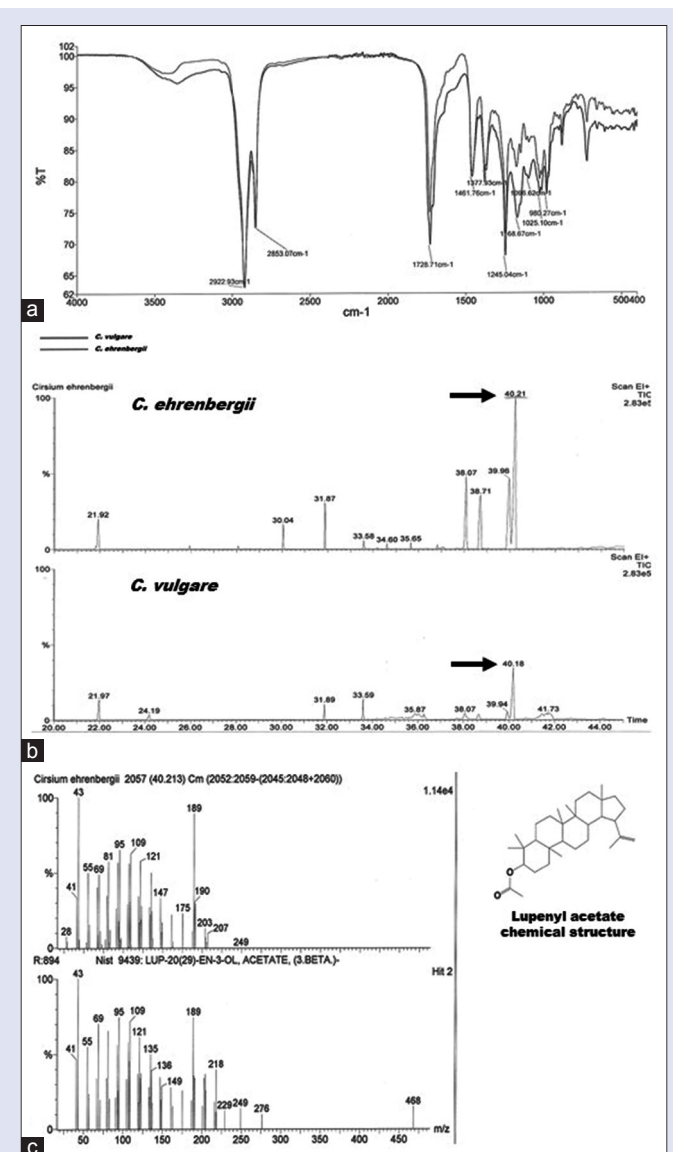 102
100
95
90
85
80
75
70
65
62
%T
4000 3500 3000 2500 2000 1500 1000 500400
cm-1
2922.93cm-1
2853.07cm-1
1728.71cm-1
1461.76cm-1
1377.93cm-1
1245.04cm-1
1168.67cm-1
1025.10cm-1
980.27cm-1
a
C. vulgare
C. ehrenbergii
Cirsium ehrenbergii
Scan EI+
TIC
100
C. ehrenbergii
40.21
%
38.07
39.96
38.71
31.87
21.92
30.04
33.58 34.60 35.65
0
Scan EI+
TIC
2.83e5
100
C. vulgare
40.18
%
21.97
24.19
31.89
33.59
35.87
38.07
39.94
41.73
0
Time
20.00 22.00 24.00 26.00 28.00 30.00 32.00 34.00 36.00 38.00 40.00 42.00 44.00
b
Cirsium ehrenbergii 2057 (40.213) Cm (2052:2059-(2045:2048+2060))
1.14e4
100
43
189
%
95
109
81
121
55
69
41
147
190
175
203
207
28
249
0
R:894 Nist 9439: LUP-20(29)-EN-3-OL, ACETATE, (3.BETA.)-
Hit 2
100
43
95
109
189
69
121
55
135
41
%
136
149
218
229
249
276
468
0
50 100 150 200 250 300 350 400 450
m/z
c
O
O
Lupenyl acetate
chemical structure